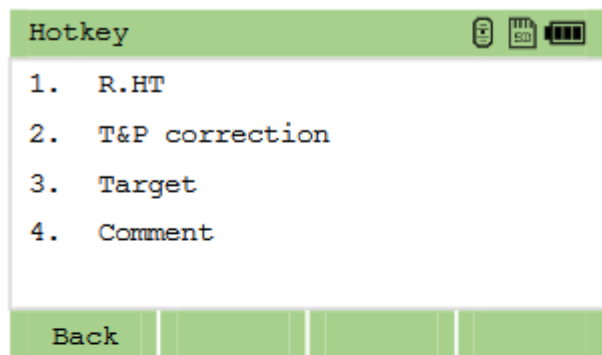 Hotkey
1. R.HT
2. T&P correction
3. Target
4. Comment
Back